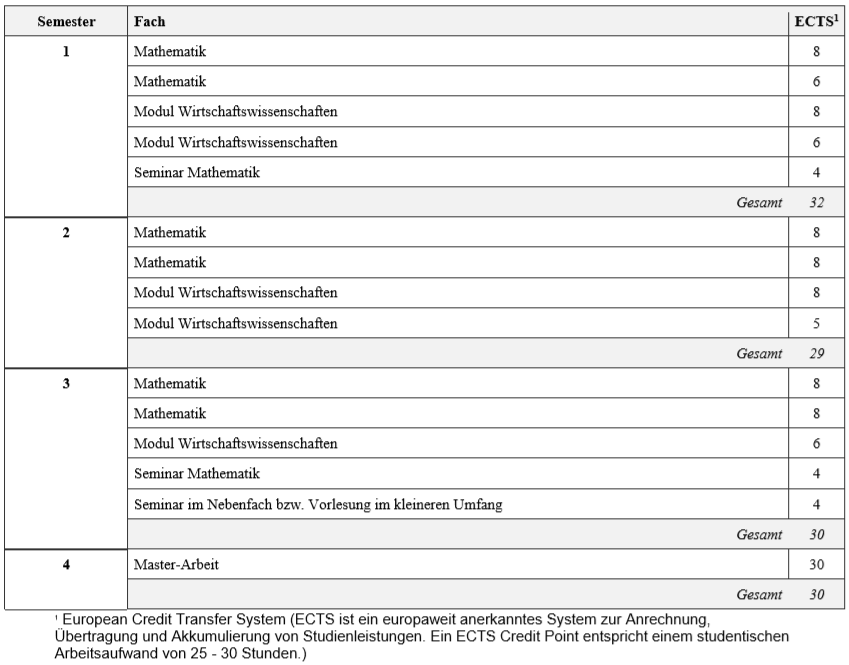 Semester Fach ECTS¹
1 Mathematik 8
Mathematik 6
Modul Wirtschaftswissenschaften 8
Modul Wirtschaftswissenschaften 6
Seminar Mathematik 4
Gesamt 32
2 Mathematik 8
Mathematik 8
Modul Wirtschaftswissenschaften 8
Modul Wirtschaftswissenschaften 5
Gesamt 29
3 Mathematik 8
Mathematik 8
Modul Wirtschaftswissenschaften 6
Seminar Mathematik 4
Seminar im Nebenfach bzw. Vorlesung im kleineren Umfang 4
Gesamt 30
4 Master-Arbeit 30
Gesamt 30
¹ European Credit Transfer System (ECTS ist ein europaweit anerkanntes System zur Anrechnung,
Übertragung und Akkumulierung von Studienleistungen. Ein ECTS Credit Point entspricht einem studentischen
Arbeitsaufwand von 25 - 30 Stunden.)